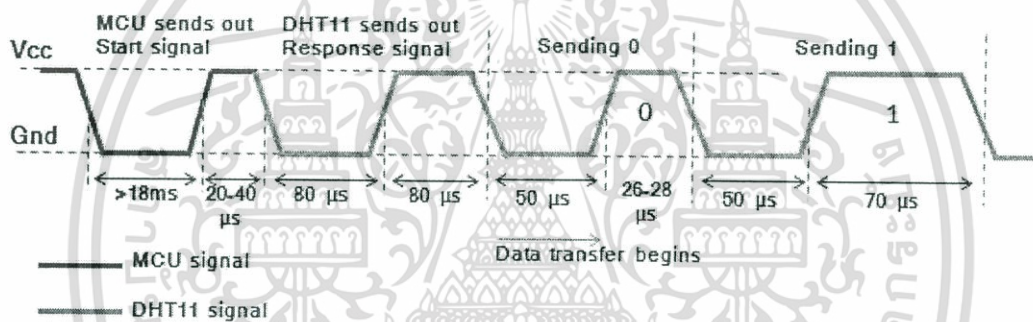 MCU sends out DHT11 sends out
Start signal Response signal Sending 0 Sending 1
Vcc
0 1
Gnd
>18ms 20-40 µs 80 µs 80 µs 50 µs 26-28 µs 50 µs 70 µs
Data transfer begins
MCU signal
DHT11 signal